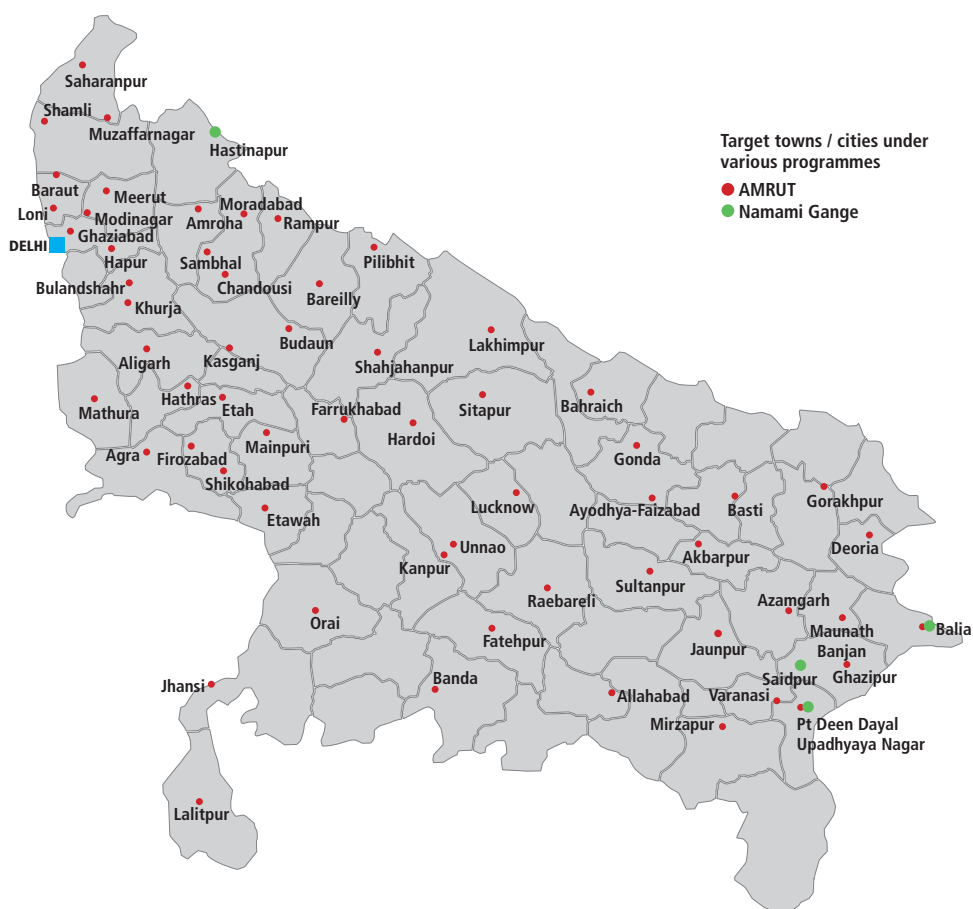 Saharanpur
Shamli
Muzaffarnagar
Hastinapur
Target towns / cities under
various programmes
AMRUT
Namami Gange
Baraut
Meerut
Loni
Modinagar
Moradabad
Amroha
Rampur
Ghaziabad
DELHI
Hapur
Sambhal
Pilibhit
Bulandshahr
Chandousi
Bareilly
Khurja
Budaun
Lakhimpur
Aligarh
Kasganj
Shahjahanpur
Hathras
Mathura
Etah
Farrukhabad
Sitapur
Bahraich
Hardoi
Mainpuri
Agra
Firozabad
Gonda
Shikohabad
Gorakhpur
Lucknow
Ayodhya-Faizabad
Basti
Etawah
Unnao
Akbarpur
Deoria
Kanpur
Sultanpur
Raebareli
Azamgarh
Orai
Fatehpur
Maunath
Banjan
Balia
Jaunpur
Jhansi
Banda
Saidpur
Ghazipur
Allahabad
Varanasi
Mirzapur
Pt Deen Dayal
Upadhyaya Nagar
Lalitpur